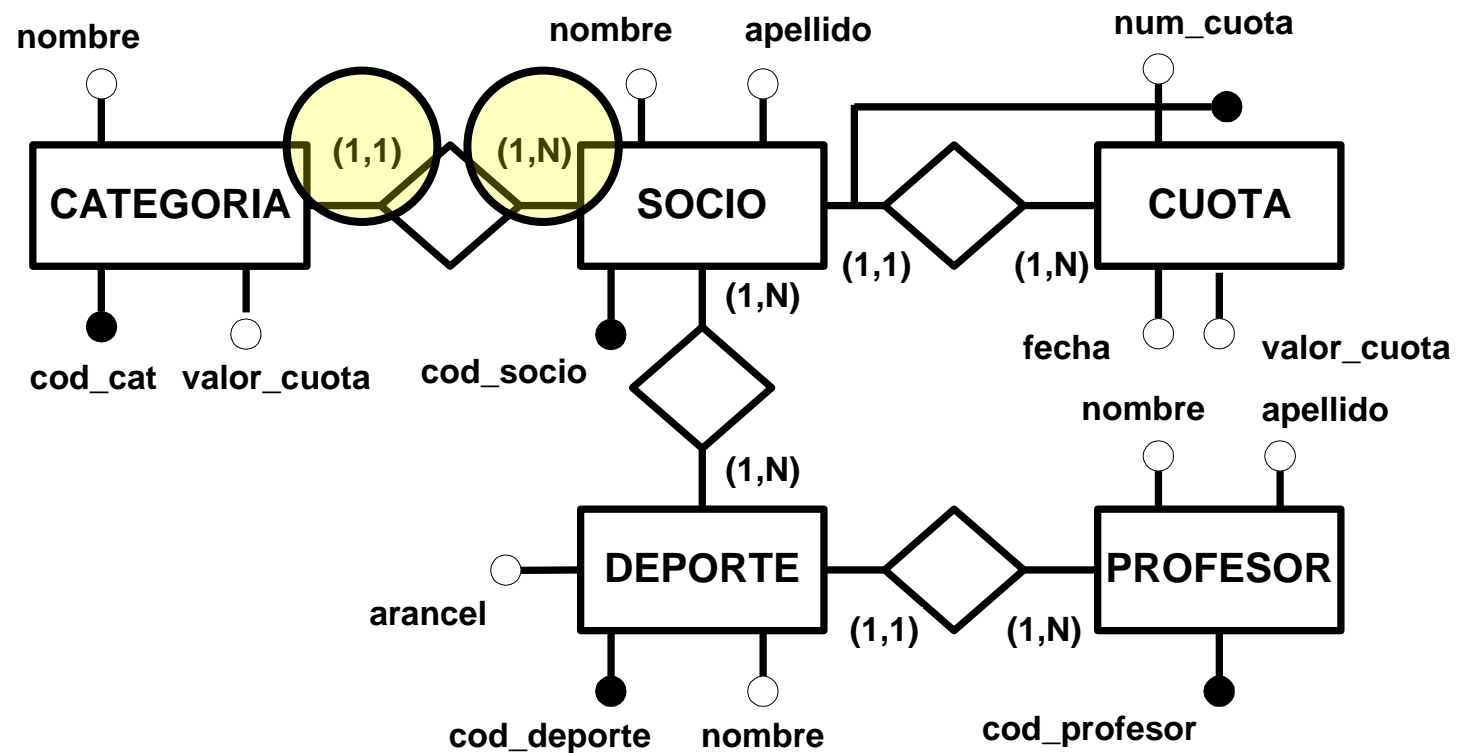 nombre
nombre
apellido
num_cuota
(1,1)
(1,N)
CATEGORIA
SOCIO
CUOTA
(1,1)
(1,N)
(1,N)
cod_cat
valor_cuota
cod_socio
fecha
valor_cuota
nombre
apellido
(1,N)
DEPORTE
PROFESOR
arancel
(1,1)
(1,N)
cod_deporte
nombre
cod_profesor